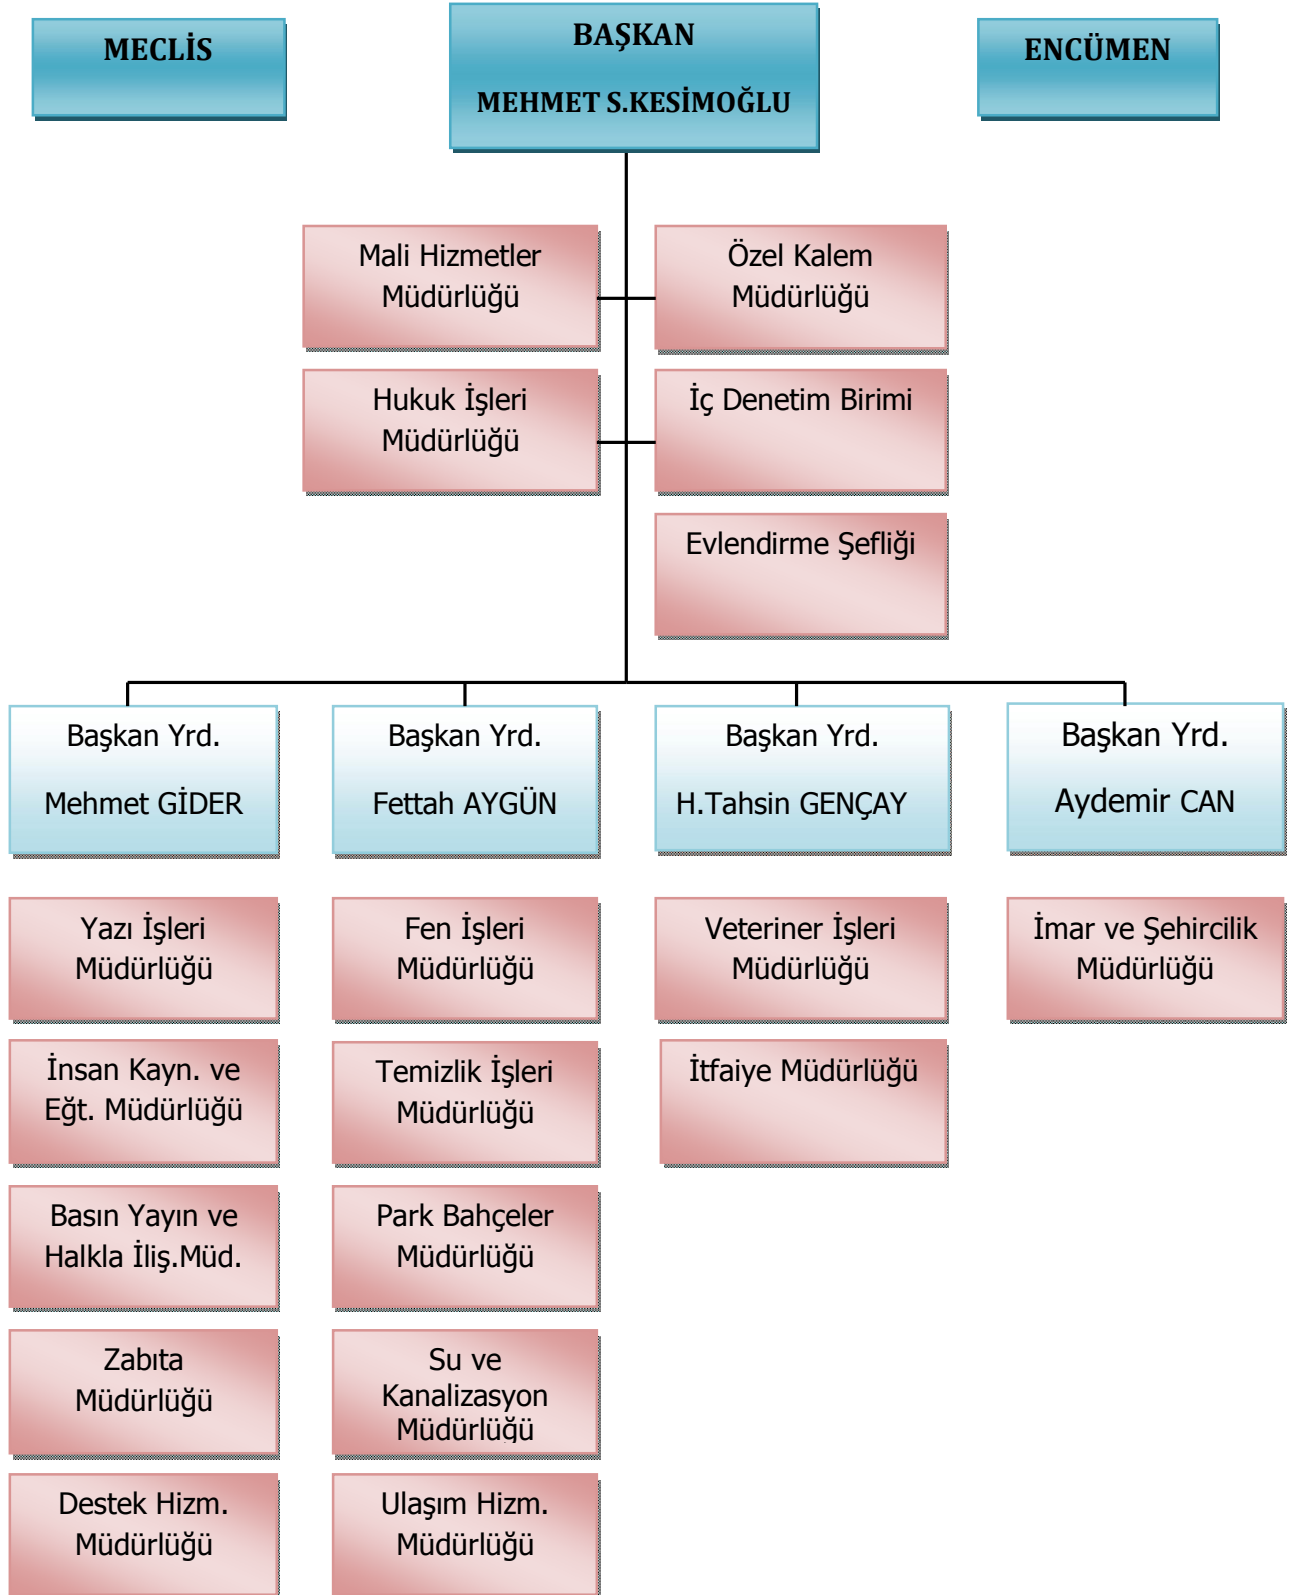 MECLİS
BAŞKAN
MEHMET S.KESİMOĞLU
ENCÜMEN
Mali Hizmetler
Müdürlüğü
Özel Kalem
Müdürlüğü
Hukuk İşleri
Müdürlüğü
İç Denetim Birimi
Evlendirme Şefliği
Başkan Yrd.
Mehmet GİDER
Başkan Yrd.
Fettah AYGÜN
Başkan Yrd.
H.Tahsin GENÇAY
Başkan Yrd.
Aydemir CAN
Yazı İşleri
Müdürlüğü
Fen İşleri
Müdürlüğü
Veteriner İşleri
Müdürlüğü
İmar ve Şehircilik
Müdürlüğü
İnsan Kayn. ve
Eğt. Müdürlüğü
Temizlik İşleri
Müdürlüğü
İtfaiye Müdürlüğü
Basın Yayın ve
Halkla İliş.Müd.
Park Bahçeler
Müdürlüğü
Zabıta
Müdürlüğü
Su ve
Kanalizasyon
Müdürlüğü
Destek Hizm.
Müdürlüğü
Ulaşım Hizm.
Müdürlüğü